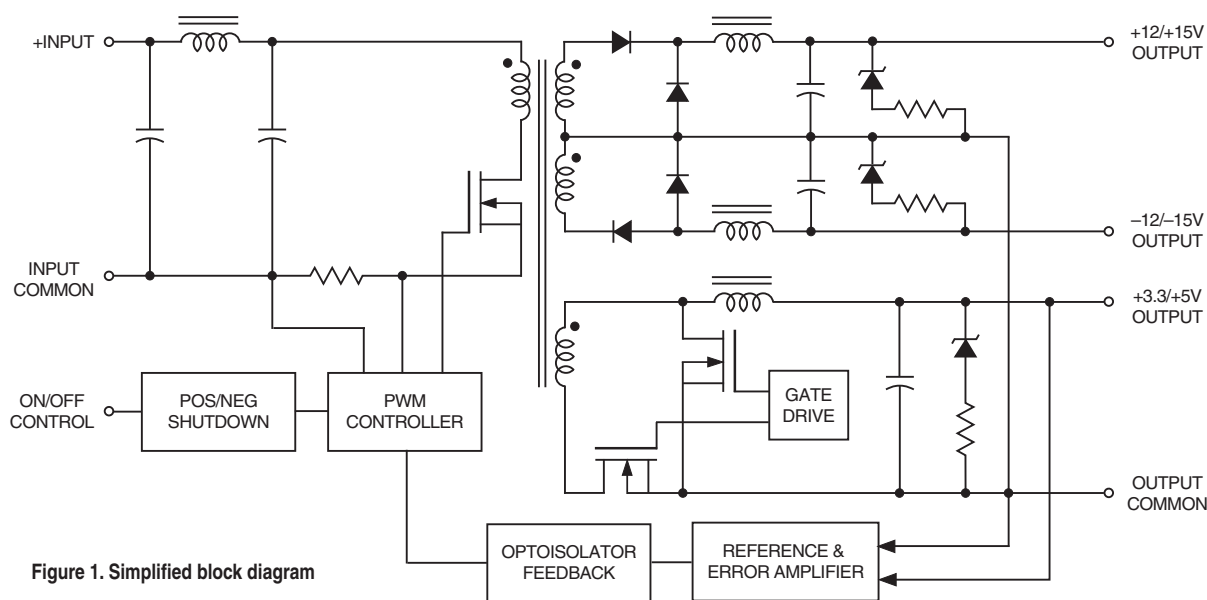 +INPUT
+12/+15V
OUTPUT
–12/–15V
OUTPUT
INPUT
COMMON
+3.3/+5V
OUTPUT
ON/OFF
CONTROL
POS/NEG
SHUTDOWN
PWM
CONTROLLER
GATE
DRIVE
OUTPUT
COMMON
OPTOISOLATOR
FEEDBACK
REFERENCE &
ERROR AMPLIFIER
Figure 1. Simplified block diagram